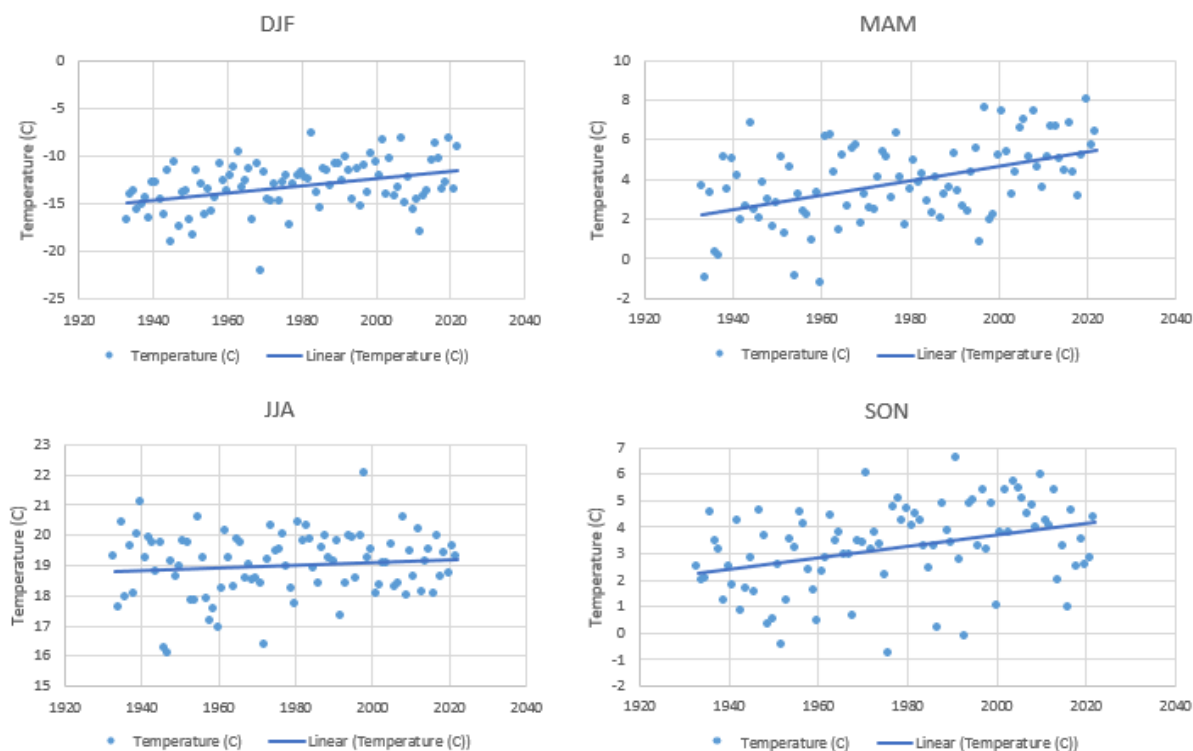 DJF
Temperature (C)
0
-5
-10
-15
-20
-25
1920 1940 1960 1980 2000 2020 2040
Temperature (C) Linear (Temperature (C))
MAM
Temperature (C)
10
8
6
4
2
0
-2
1920 1940 1960 1980 2000 2020 2040
Temperature (C) Linear (Temperature (C))
JJA
Temperature (C)
23
22
21
20
19
18
17
16
15
1920 1940 1960 1980 2000 2020 2040
Temperature (C) Linear (Temperature (C))
SON
Temperature (C)
7
6
5
4
3
2
1
0
-1
-2
1920 1940 1960 1980 2000 2020 2040
Temperature (C) Linear (Temperature (C))